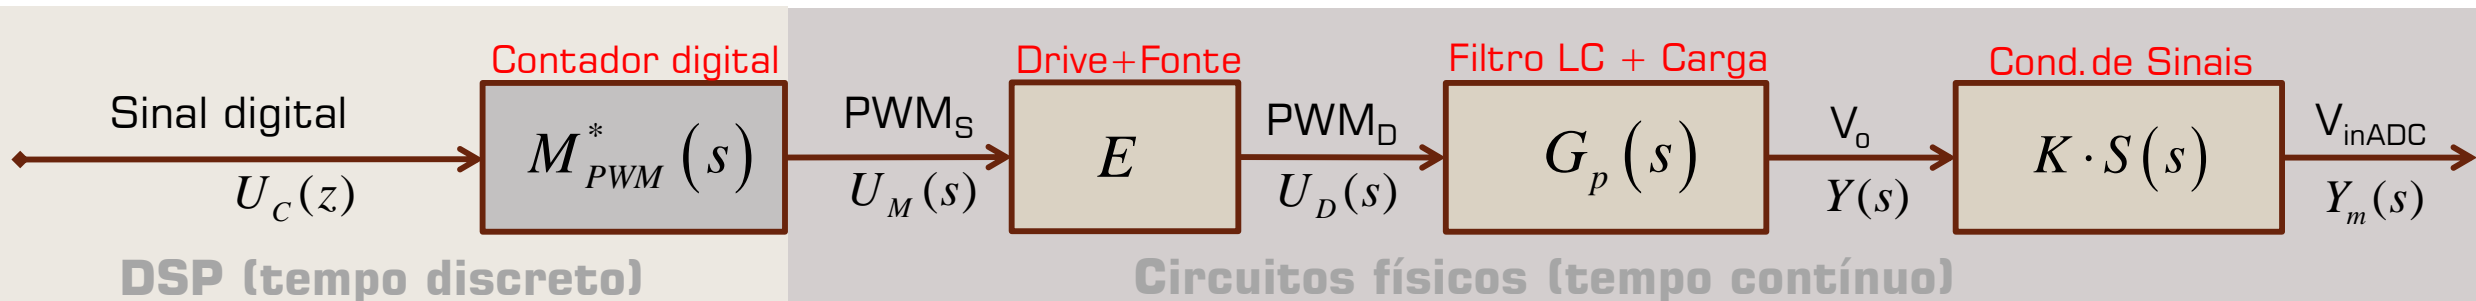 Contador digital
Drive+Fonte
Filtro LC + Carga
Cond. de Sinais
Sinal digital
M*PWM (s)
PWMS
E
PWMD
Gp (s)
Vo
K · S(s)
VinADC
UC(z)
UM(s)
UD(s)
Y(s)
Ym(s)
DSP (tempo discreto)
Circuitos físicos (tempo contínuo)